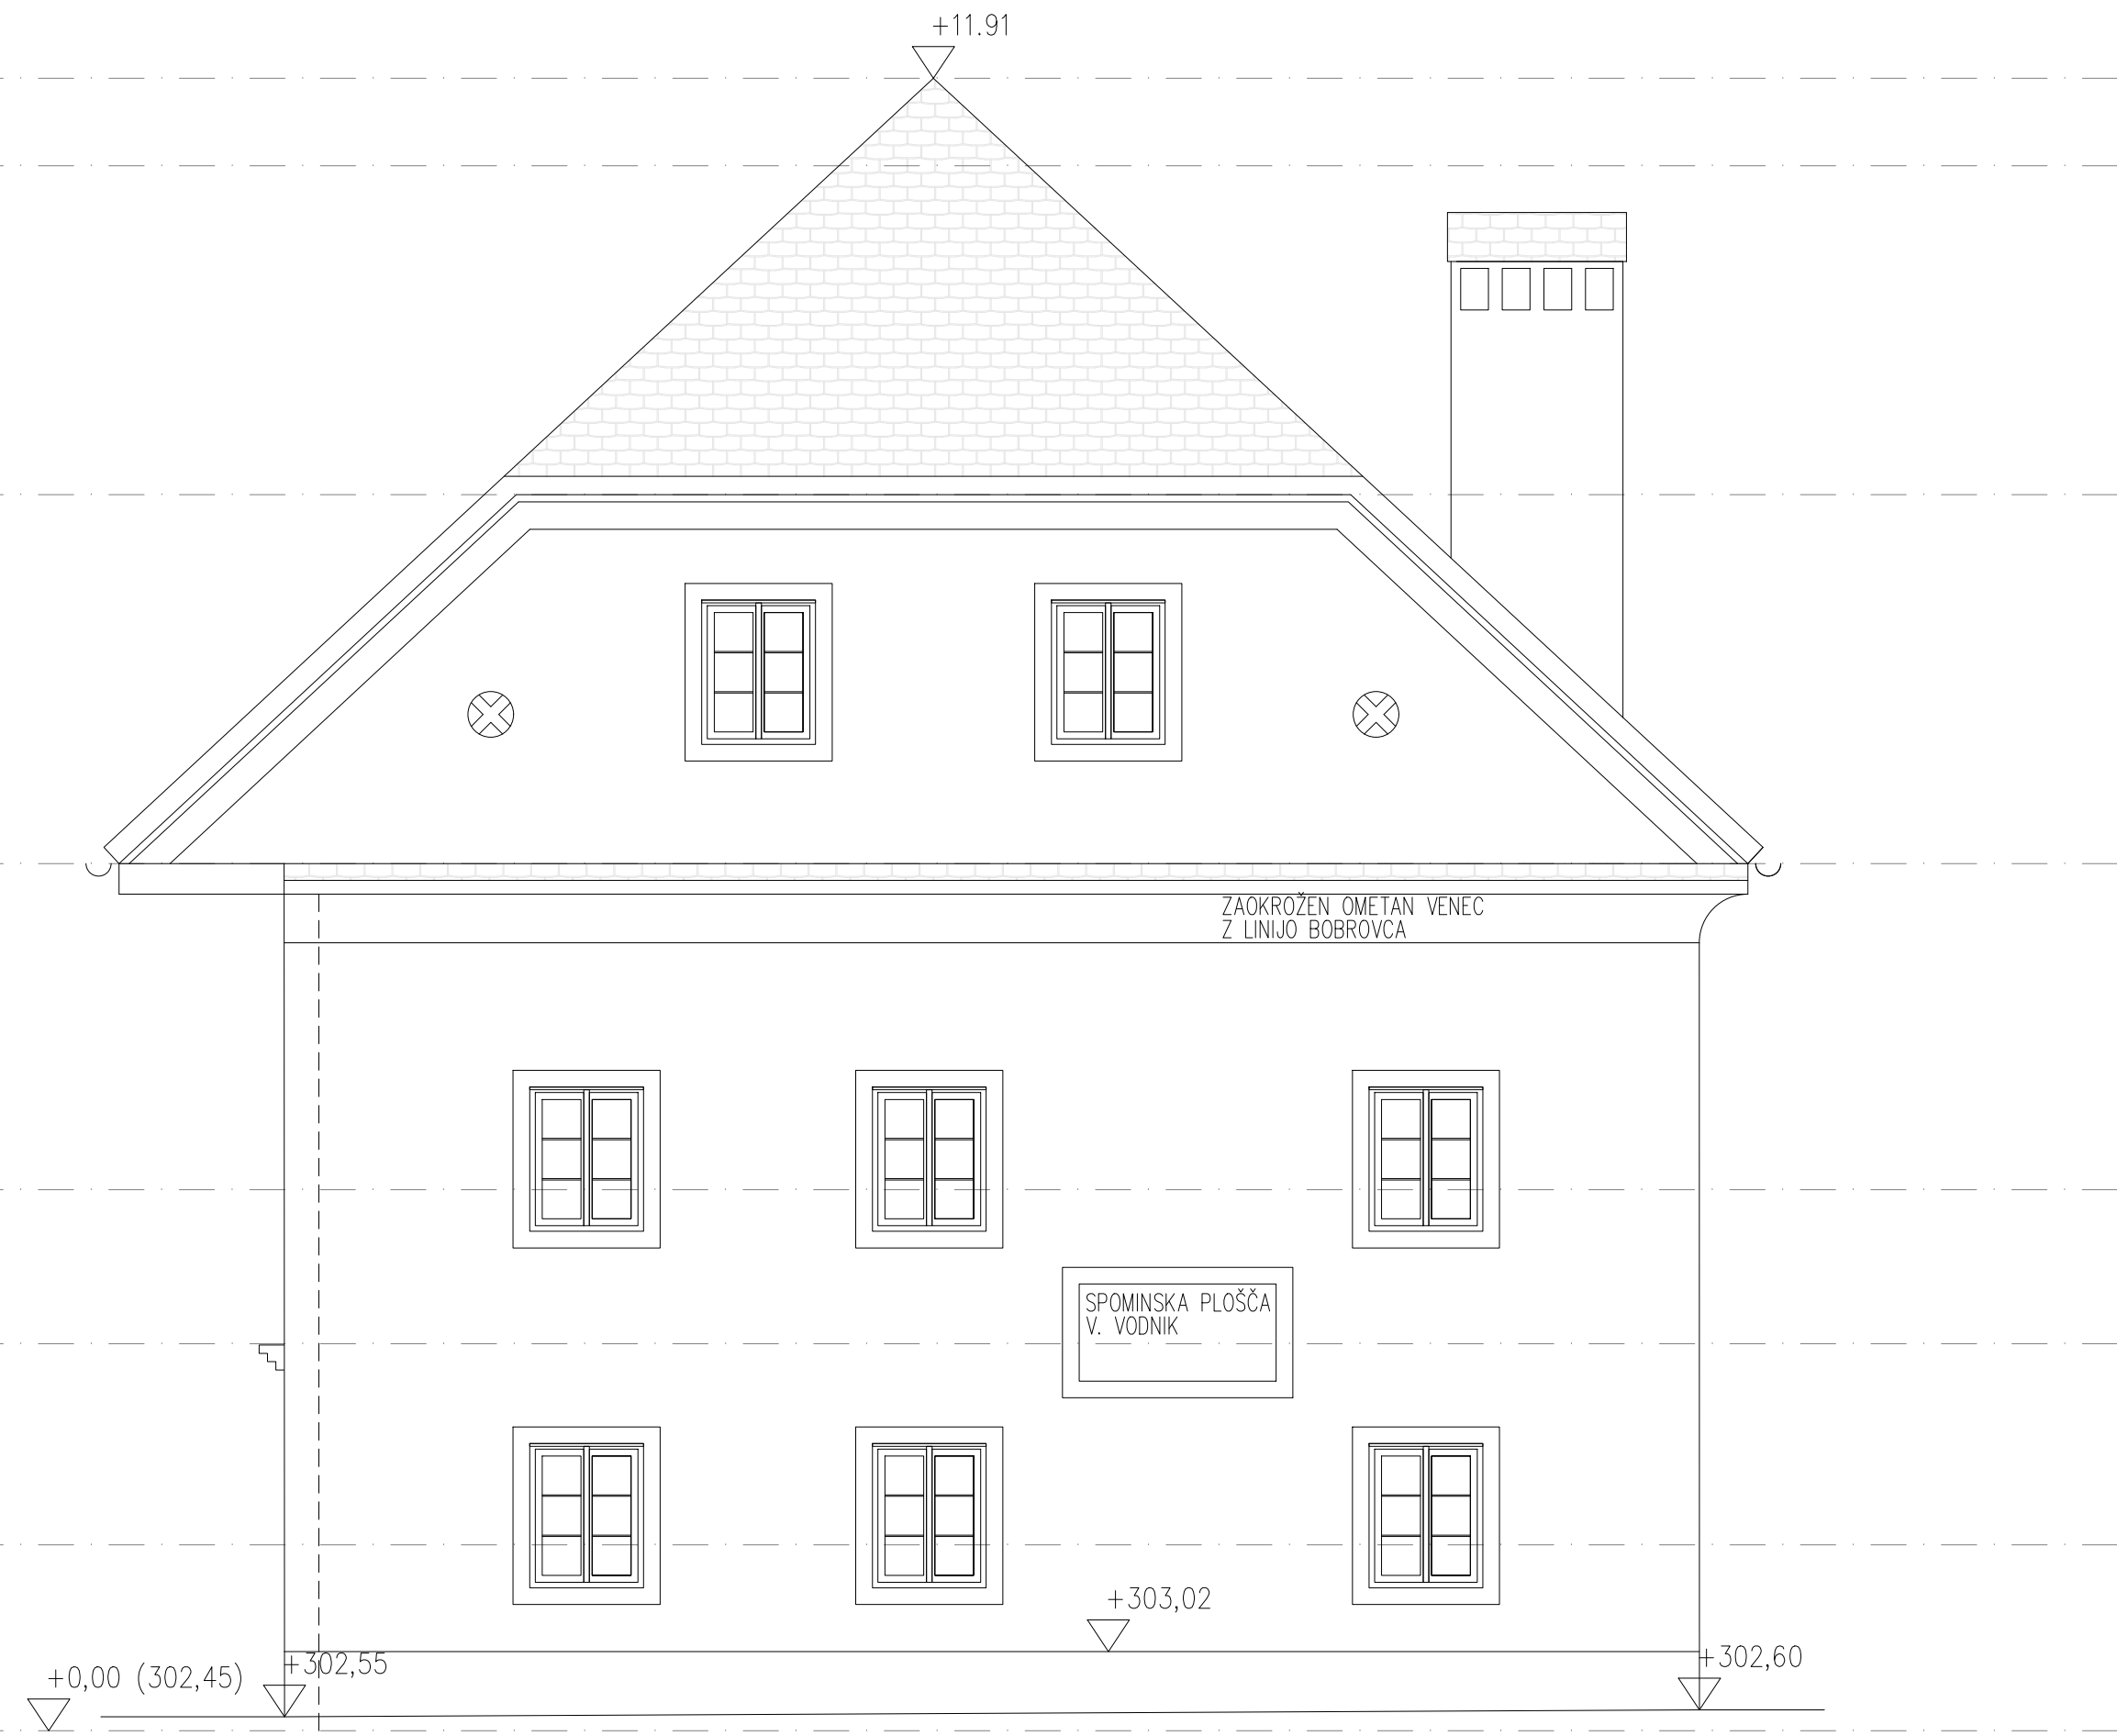 +11.91
ZAOKROŽEN OMETAN VENEC
Z LINIJO BOBROVCA
SPOMINSKA PLOŠČA
V. VODNIK
+303,02
+0,00 (302,45)
+302,55
+302,60